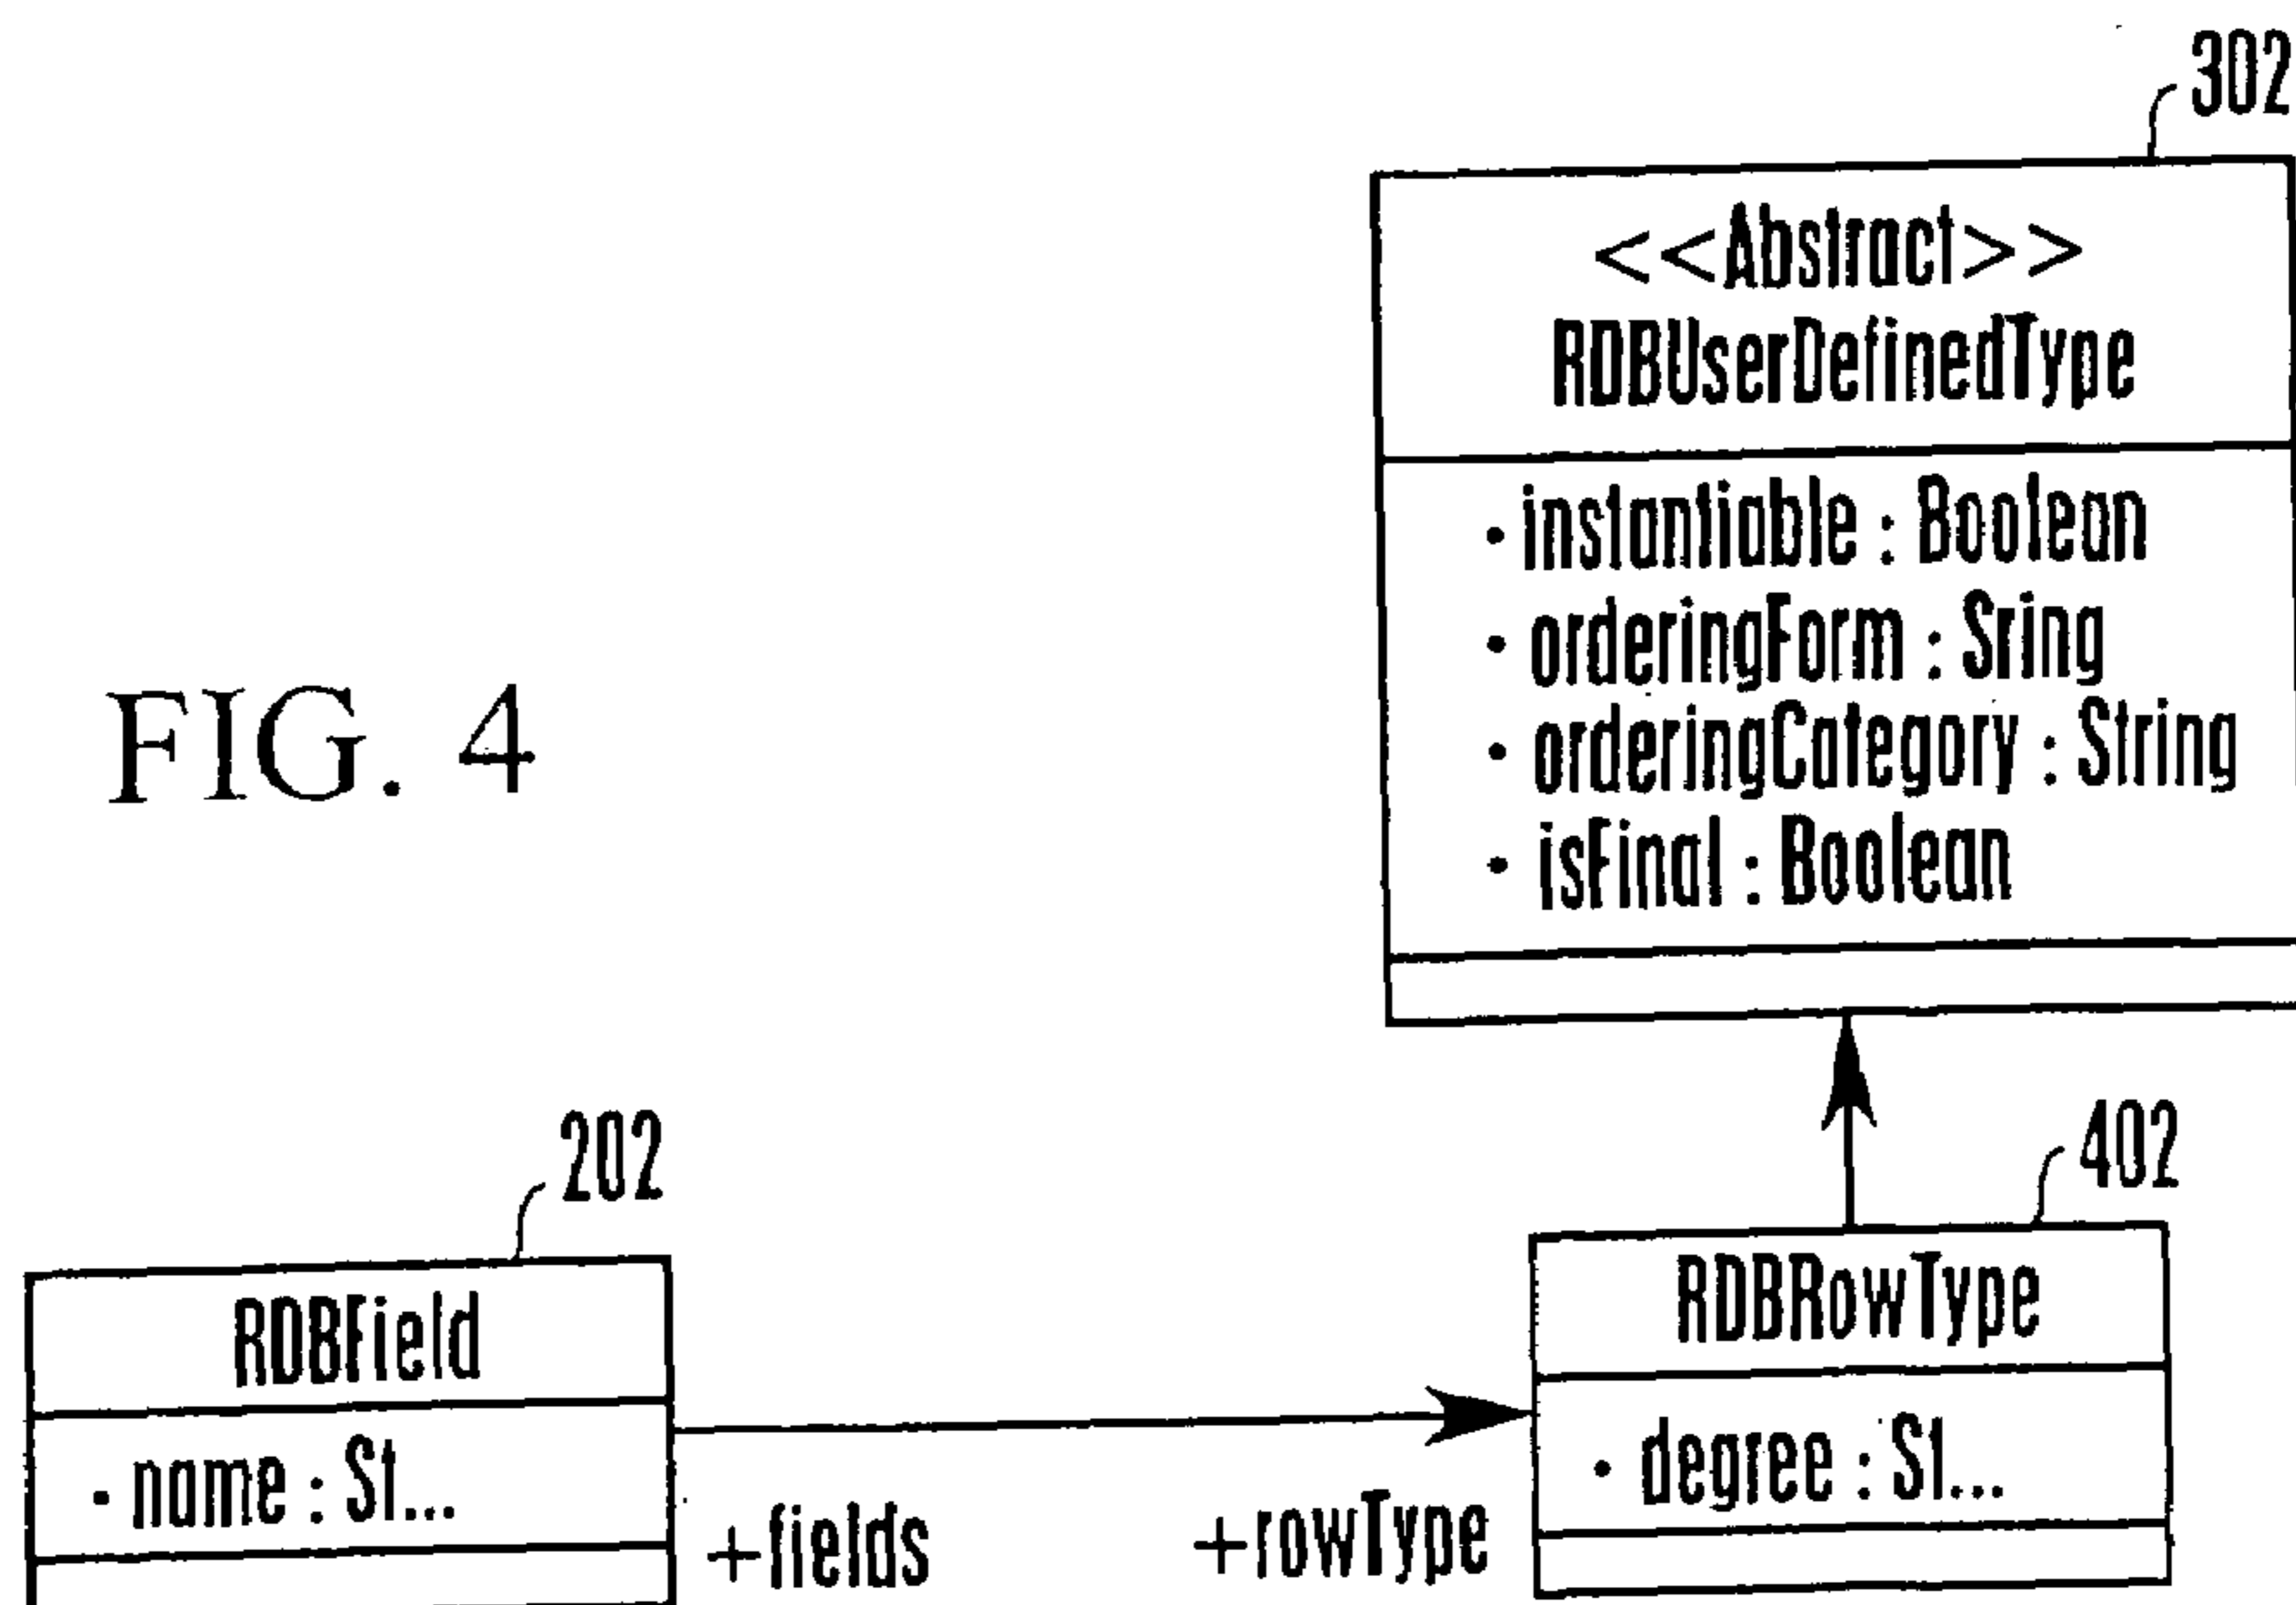 302
<<Abstract>>
RDBUserDefinedType
• instantiable : Boolean
• orderingForm : Sring
• orderingCategory : String
• isFinal : Boolean
FIG. 4
202
402
RDBField
• name : St...
RDBRowType
• degree : St...
+fields
+rowType